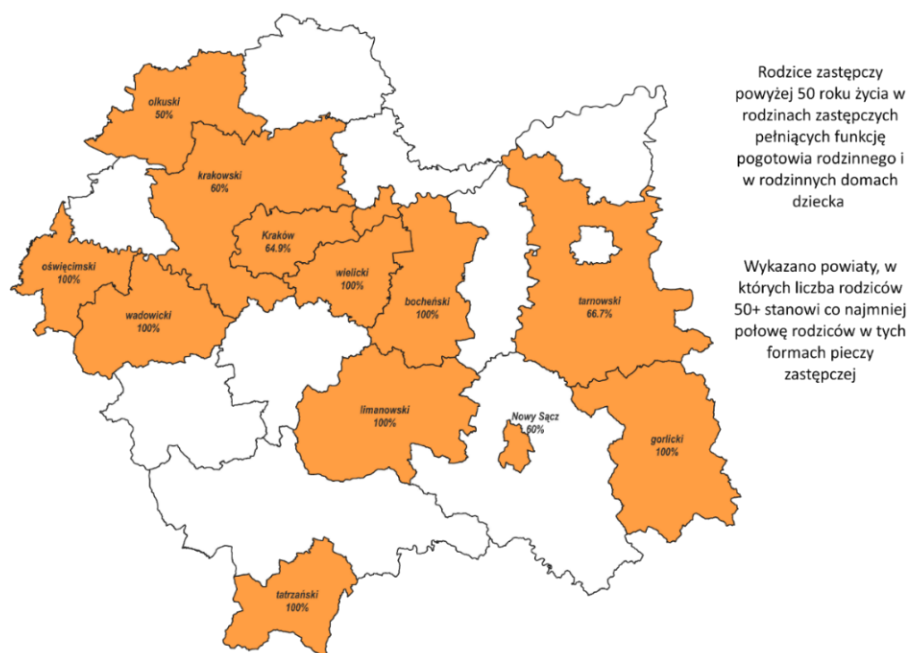 olkuski
50%
krakowski
60%
Kraków
64.9%
oświęcimski
100%
wielicki
100%
bocheński
100%
wadowicki
100%
tarnowski
66.7%
limanowski
100%
Nowy Sącz
60%
gorlicki
100%
tatrzański
100%
Rodzice zastępczy
powyżej 50 roku życia w
rodzinach zastępczych
pełniących funkcję
pogotowia rodzinnego i
w rodzinnych domach
dziecka
Wykazano powiaty, w
których liczba rodziców
50+ stanowi co najmniej
połowę rodziców w tych
formach pieczy
zastępczej